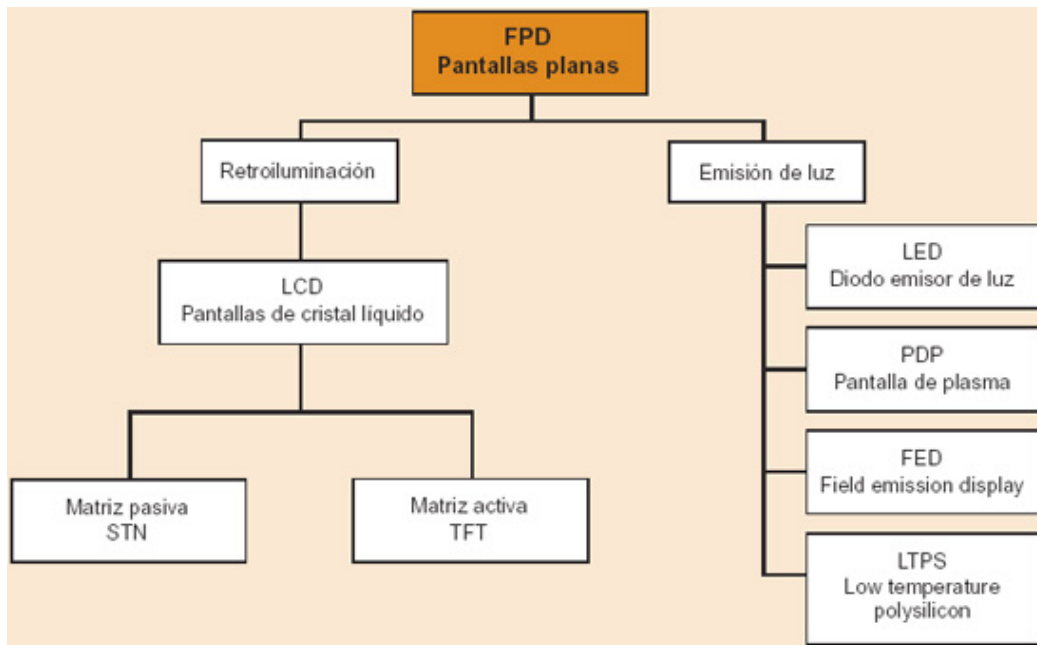 FPD
Pantallas planas
Retroiluminación
Emisión de luz
LCD
Pantallas de cristal líquido
LED
Diodo emisor de luz
PDP
Pantalla de plasma
FED
Field emission display
Matriz pasiva
STN
Matriz activa
TFT
LTPS
Low temperature
polysilicon